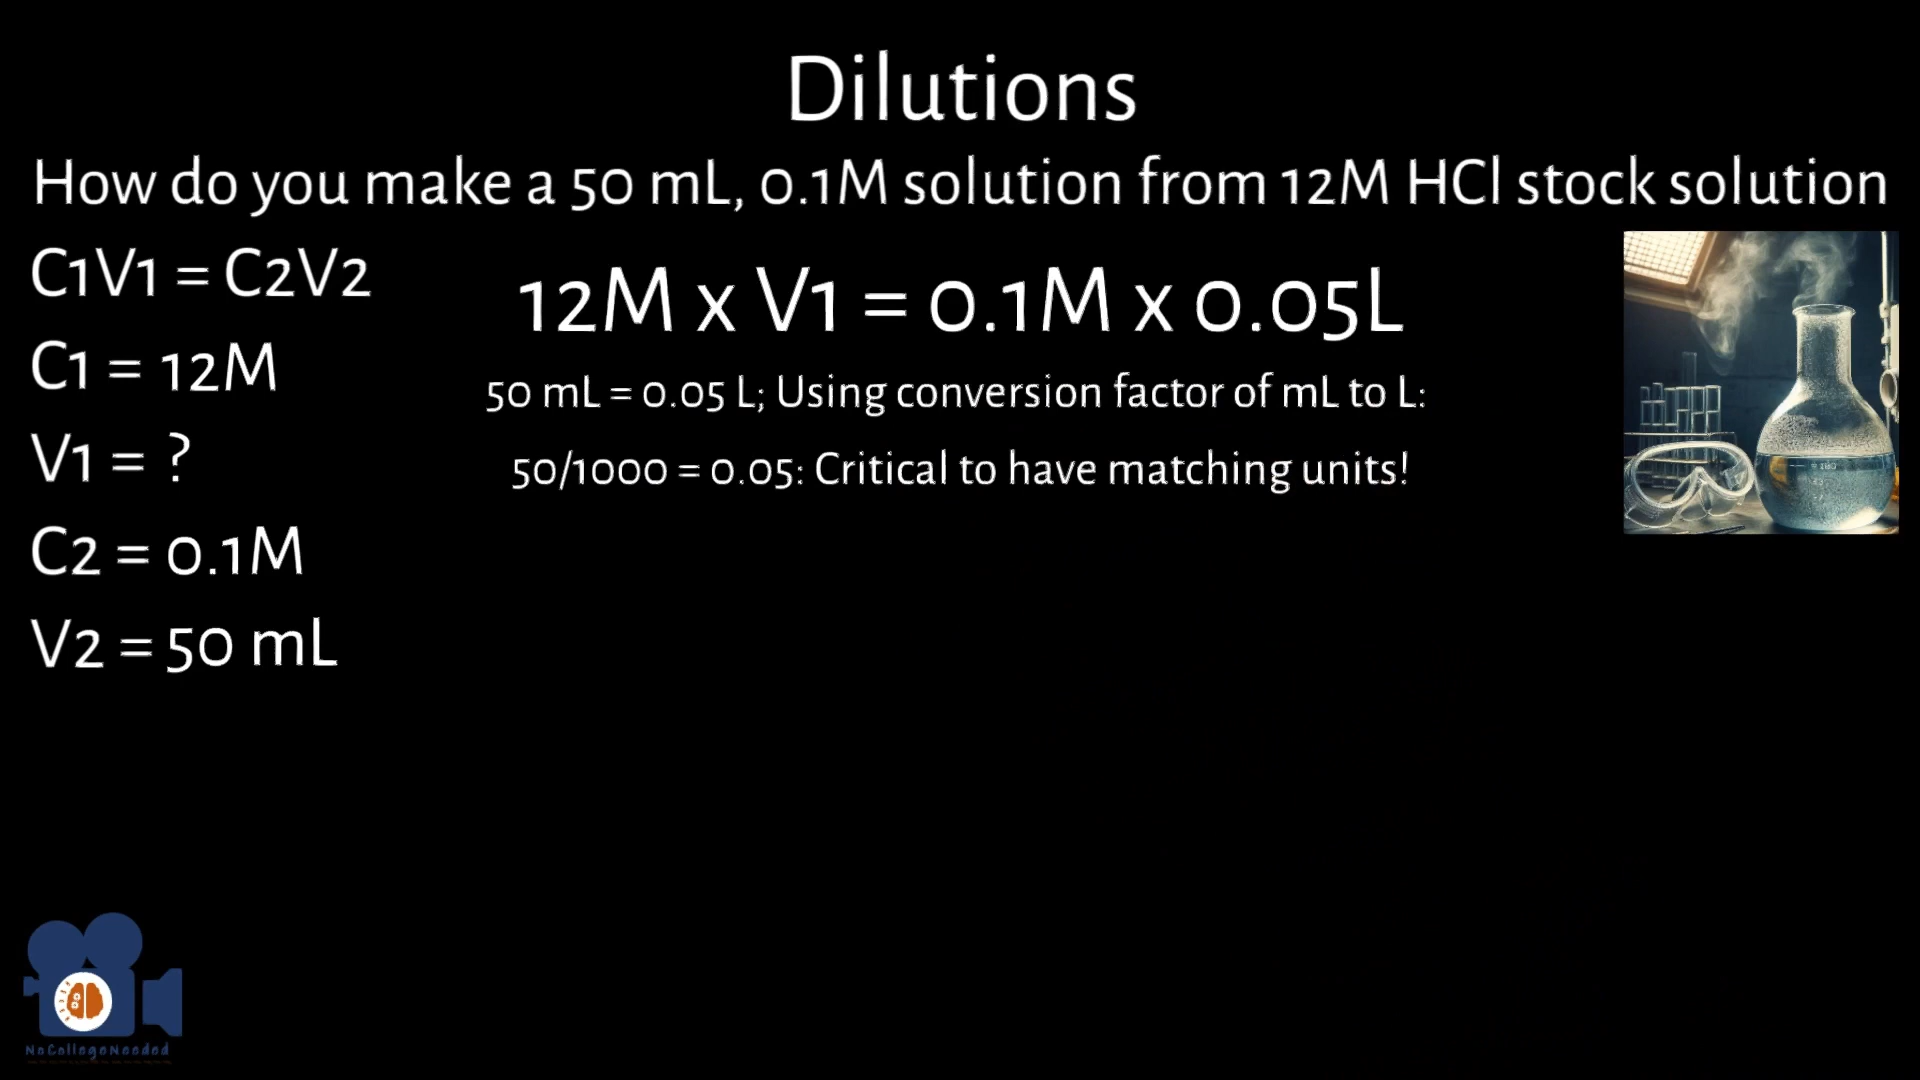 Dilutions
How do you make a 50 mL, 0.1M solution from 12M HCl stock solution
C1V1 = C2V2
C1 = 12M
V1 = ?
C2 = 0.1M
V2 = 50 mL
12M x V1 = 0.1M x 0.05L
50 mL = 0.05 L; Using conversion factor of mL to L:
50/1000 = 0.05: Critical to have matching units!
NoCollegeNeeded